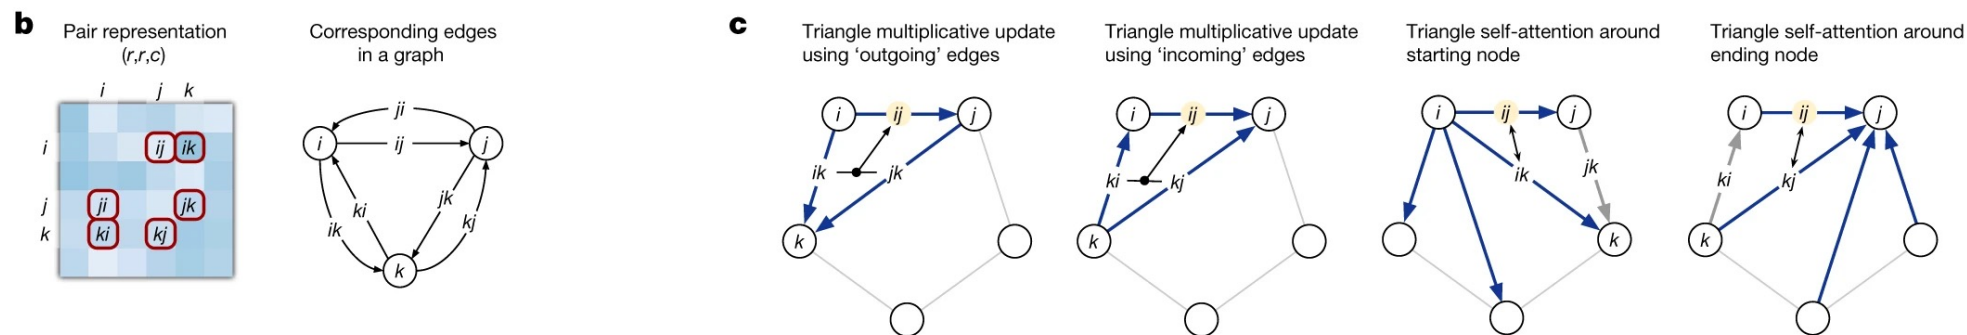 b
Pair representation
(r,r,c)
i j k
i ij ik
j ji jk
k ki kj
Corresponding edges
in a graph
ji
i ij j
ki jk
ik kj
k
c
Triangle multiplicative update
using ‘outgoing’ edges
i ij j
ik jk
k
Triangle multiplicative update
using ‘incoming’ edges
i ij j
ki kj
k
Triangle self-attention around
starting node
i ij j
ik jk
k
Triangle self-attention around
ending node
i ij j
ki kj
k